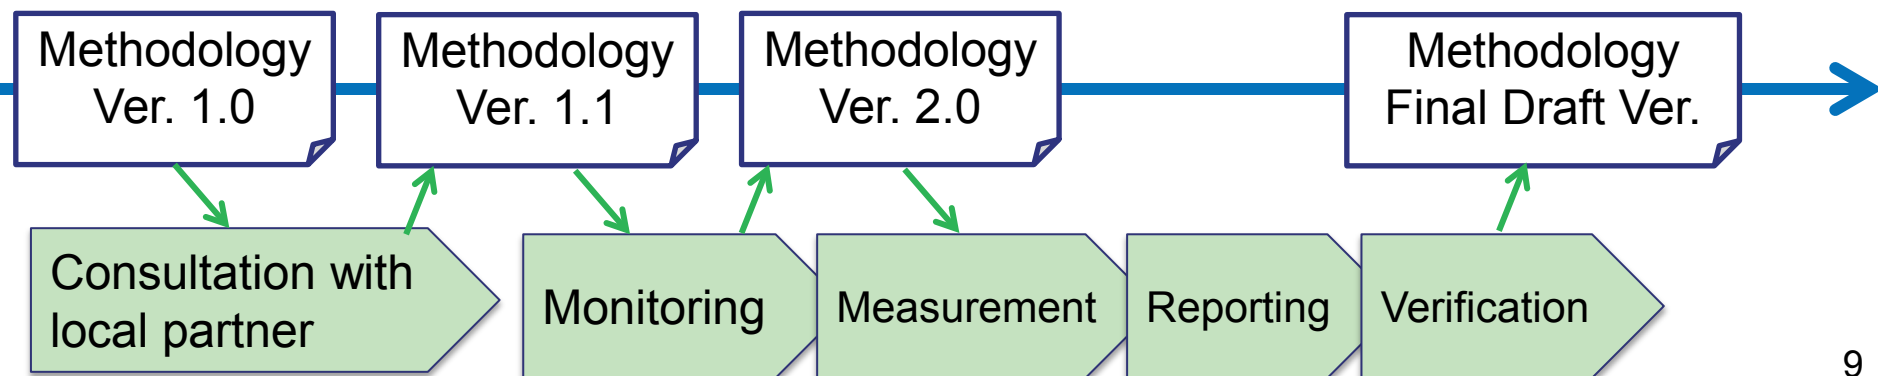 Methodology
Ver. 1.0
Methodology
Ver. 1.1
Methodology
Ver. 2.0
Methodology
Final Draft Ver.
Consultation with
local partner
Monitoring
Measurement
Reporting
Verification
9